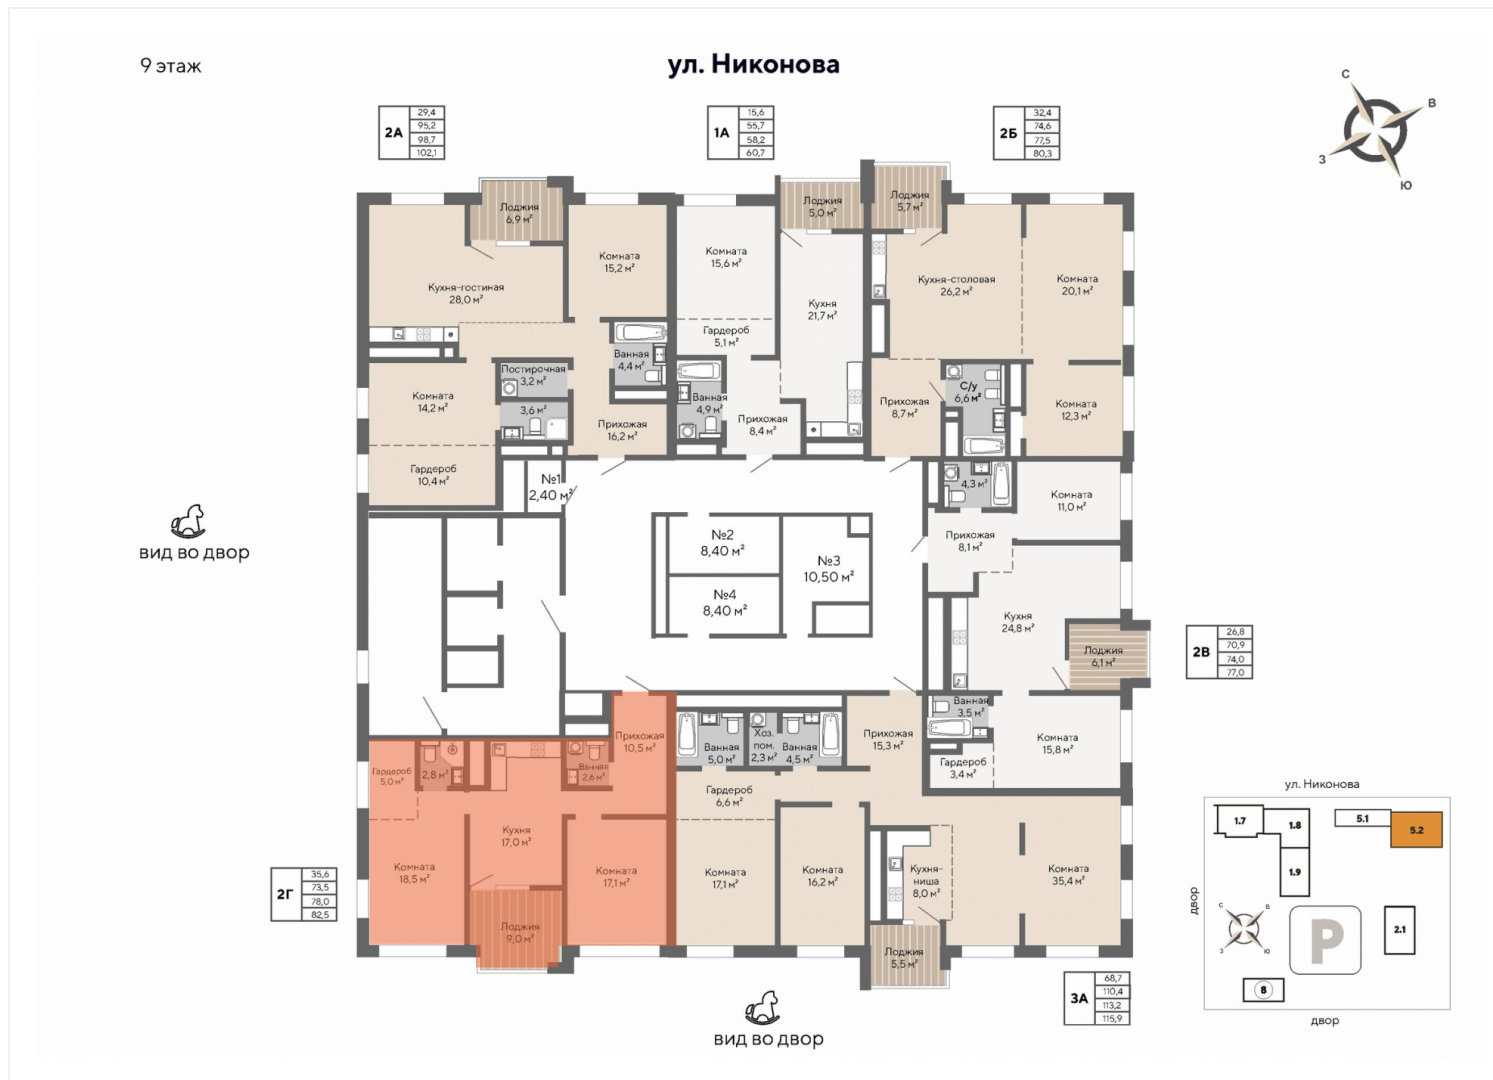 9 этаж
ул. Никонова
2А
29,4
95,2
98,7
102,1
1А
15,6
55,7
58,2
60,7
2Б
32,4
74,6
77,5
80,3
С
В
З
Ю
Лоджия
6,9 м²
Комната
15,2 м²
Кухня-гостиная
28,0 м²
Комната
15,6 м²
Лоджия
5,0 м²
Лоджия
5,7 м²
Кухня
21,7 м²
Кухня-столовая
26,2 м²
Комната
20,1 м²
Гардероб
5,1 м²
Ванная
4,4 м²
Постирочная
3,2 м²
Комната
14,2 м²
3,6 м²
Прихожая
16,2 м²
Ванная
4,9 м²
Прихожая
8,4 м²
Прихожая
8,7 м²
С/у
6,6 м²
Комната
12,3 м²
Гардероб
10,4 м²
№1
2,40 м²
4,3 м²
Комната
11,0 м²
вид во двор
№2
8,40 м²
№3
10,50 м²
№4
8,40 м²
Прихожая
8,1 м²
Кухня
24,8 м²
Лоджия
6,1 м²
2В
26,8
70,9
74,0
77,0
Ванная
3,5 м²
Комната
15,8 м²
Гардероб
3,4 м²
Прихожая
10,5 м²
Гардероб
5,0 м²
2,8 м²
Ванная
2,6 м²
Ванная
5,0 м²
Хоз.
пом.
2,3 м²
Ванная
4,5 м²
Прихожая
15,3 м²
Гардероб
6,6 м²
Кухня
17,0 м²
Комната
18,5 м²
Комната
17,1 м²
Лоджия
9,0 м²
Комната
17,1 м²
Комната
16,2 м²
Кухня-
ниша
8,0 м²
Комната
35,4 м²
Лоджия
5,5 м²
2Г
35,6
73,5
78,0
82,5
3А
68,7
110,4
113,2
115,9
вид во двор
ул. Никонова
1.7
1.8
5.1
5.2
1.9
двор
С
В
З
Ю
P
2.1
8
двор